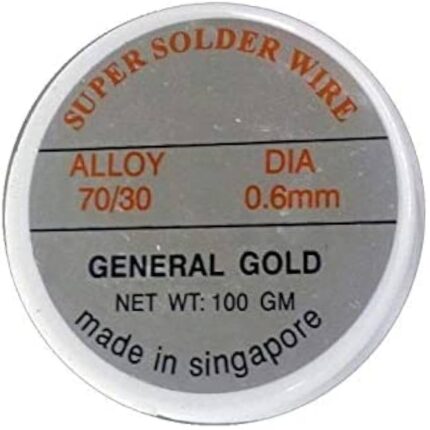 SUPER SOLDER WIRE
ALLOY DIA
70/30 0.6mm
GENERAL GOLD
NET WT: 100 GM
made in singapore